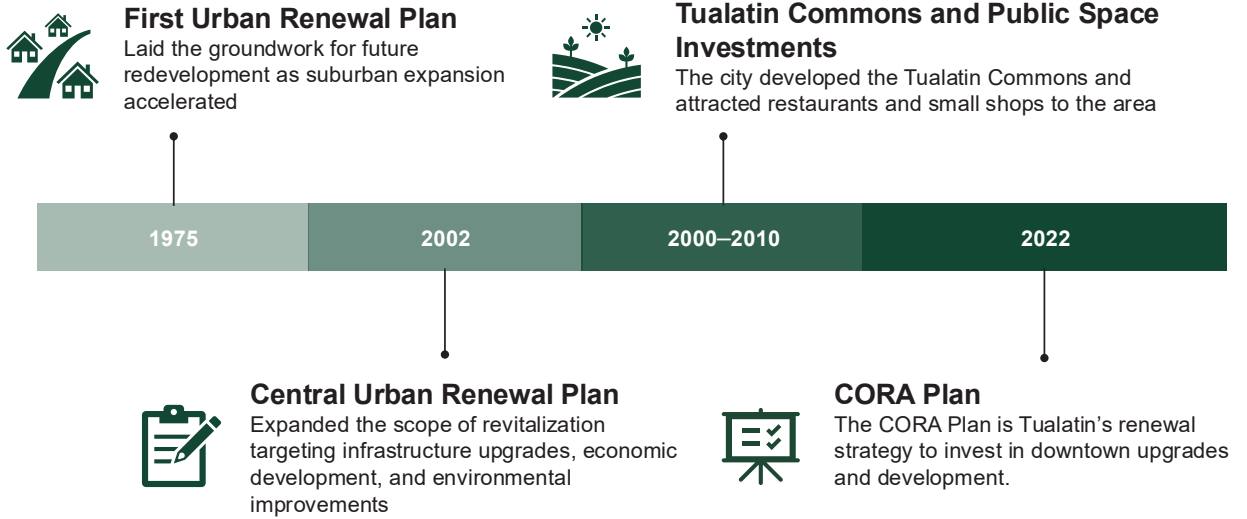 First Urban Renewal Plan
Laid the groundwork for future
redevelopment as suburban expansion
accelerated
Tualatin Commons and Public Space
Investments
The city developed the Tualatin Commons and
attracted restaurants and small shops to the area
1975
2002
2000–2010
2022
Central Urban Renewal Plan
Expanded the scope of revitalization
targeting infrastructure upgrades, economic
development, and environmental
improvements
CORA Plan
The CORA Plan is Tualatin’s renewal
strategy to invest in downtown upgrades
and development.